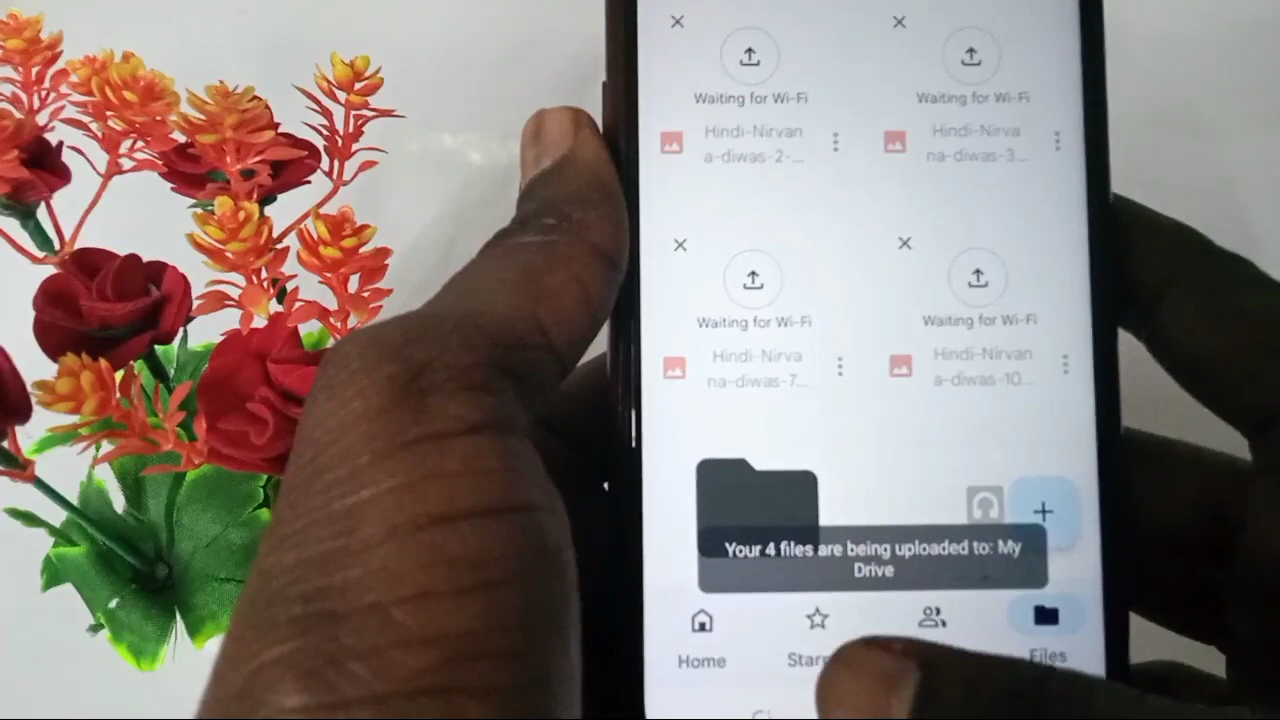 Waiting for Wi-Fi
Waiting for Wi-Fi
Hindi-Nirvan
a-diwas-2-...
Hindi-Nirva
na-diwas-3...
Waiting for Wi-Fi
Waiting for Wi-Fi
Hindi-Nirva
na-diwas-7...
Hindi-Nirvan
a-diwas-10...
Your 4 files are being uploaded to: My
Drive
Home
Files